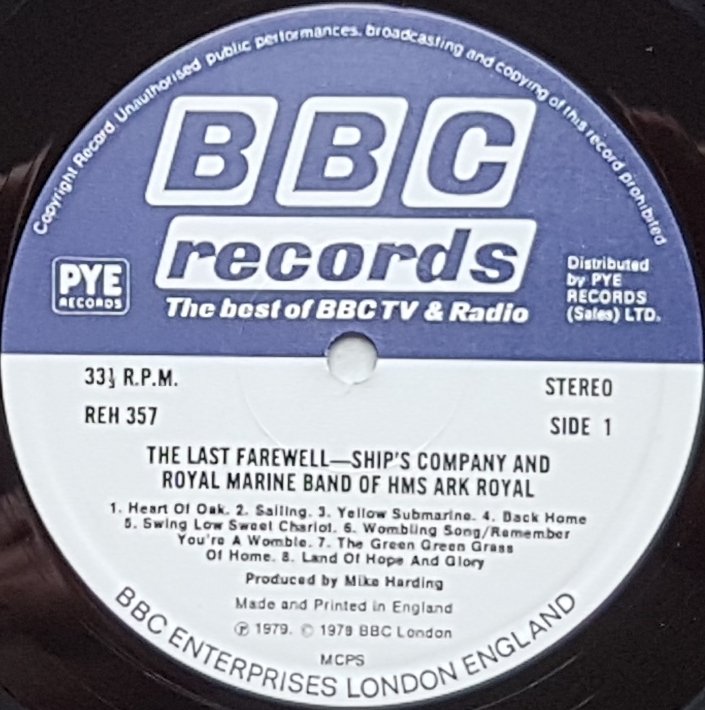 Copyright Record. Unauthorised public performances, broadcasting and copying of this record prohibited
BBC
records
The best of BBC TV & Radio
PYE
RECORDS
Distributed
by PYE
RECORDS
(Sales) LTD.
33⅓ R.P.M.
STEREO
REH 357
SIDE 1
THE LAST FAREWELL—SHIP'S COMPANY AND
ROYAL MARINE BAND OF HMS ARK ROYAL
1. Heart Of Oak. 2. Sailing. 3. Yellow Submarine. 4. Back Home
5. Swing Low Sweet Chariot. 6. Wombling Song/Remember
You're A Womble. 7. The Green Green Grass
Of Home. 8. Land Of Hope And Glory
Produced by Mike Harding
Made and Printed in England
℗ 1979. © 1979 BBC London
MCPS
BBC ENTERPRISES LONDON ENGLAND